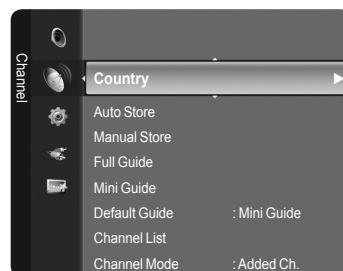 Channel
Country
Auto Store
Manual Store
Full Guide
Mini Guide
Default Guide : Mini Guide
Channel List
Channel Mode : Added Ch.